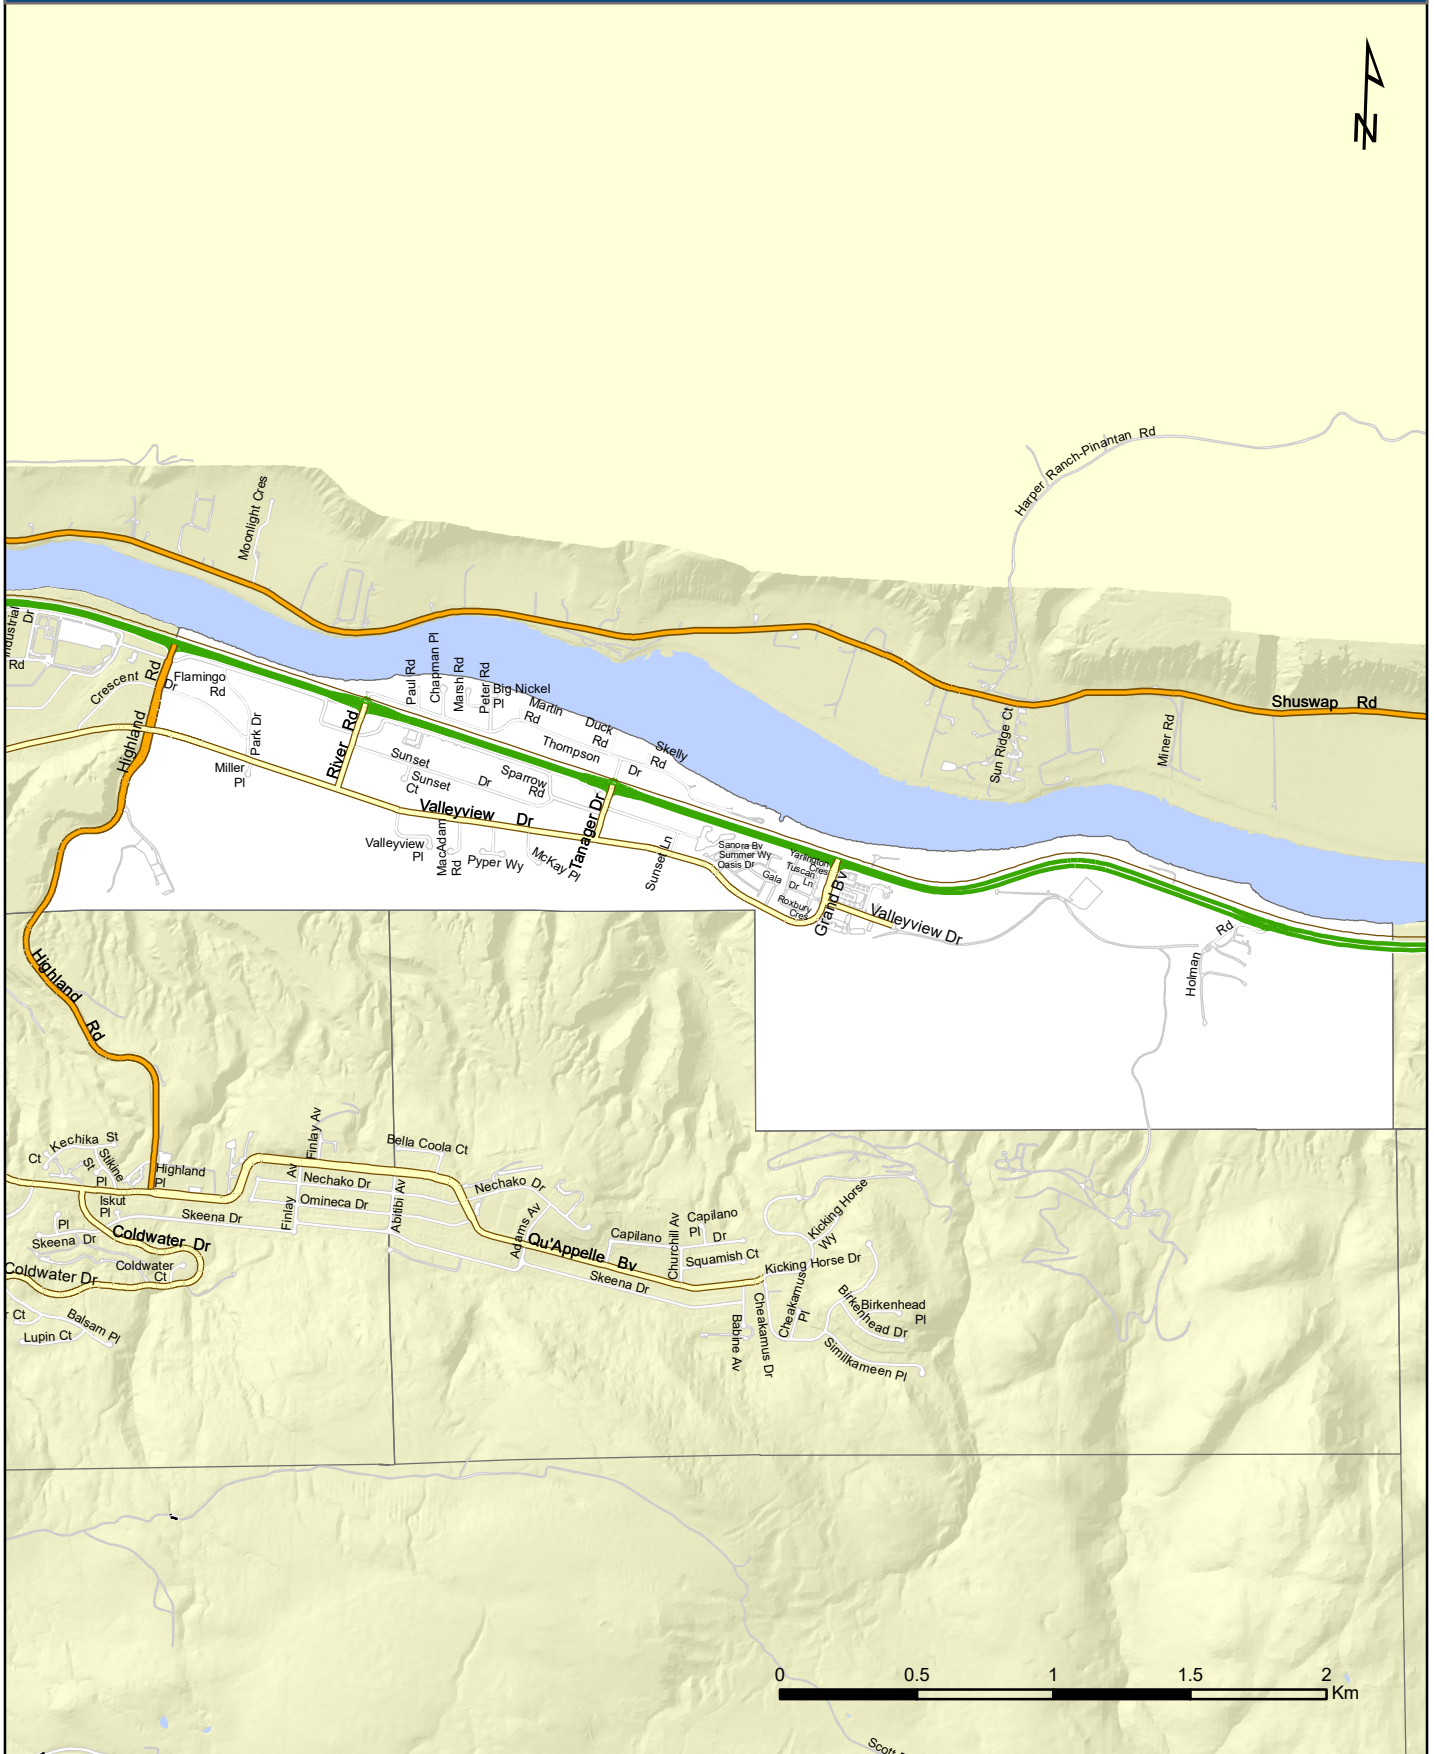 N
Harper Ranch-Pinantan Rd
Moonlight Cres
Industrial
Dr
Rd
Crescent
Dr
Highland Rd
Flamingo
Rd
Park Dr
Miller
Pl
River Rd
Paul Rd
Chapman Pl
Marsh Rd
Peter Rd
Big Nickel
Pl
Martin
Rd
Duck
Rd
Skelly
Rd
Thompson
Dr
Sunset
Dr
Sunset
Ct
Sparrow
Rd
Valleyview Dr
Tanager Dr
Valleyview
Pl
MacAdam
Rd
Pyper Wy
McKay Pl
Sunset Ln
Sanora Bv
Summer Wy
Oasis Dr
Yarlington
Cres
Tuscan
Ln
Gala Dr
Roxbury
Cres
Grand Bv
Valleyview Dr
Shuswap Rd
Sun Ridge Ct
Miner Rd
Holman
Rd
Highland
Rd
Kechika St
Ct
St
Stikine
Pl
Highland
Pl
Iskut
Pl
Skeena Dr
Pl
Skeena Dr
Coldwater Dr
Coldwater
Ct
Coldwater Dr
r Ct
Balsam Pl
Lupin Ct
Finlay Av
Av
Finlay
Nechako Dr
Omineca Dr
Abitibi Av
Bella Coola Ct
Nechako Dr
Adams Av
Qu'Appelle Bv
Skeena Dr
Capilano
Churchill Av
Capilano
Pl
Dr
Squamish Ct
Kicking Horse
Wy
Kicking Horse Dr
Cheakamus
Pl
Cheakamus Dr
Babine Av
Birkenhead
Pl
Birkenhead Dr
Similkameen Pl
0 0.5 1 1.5 2
Km
Scott